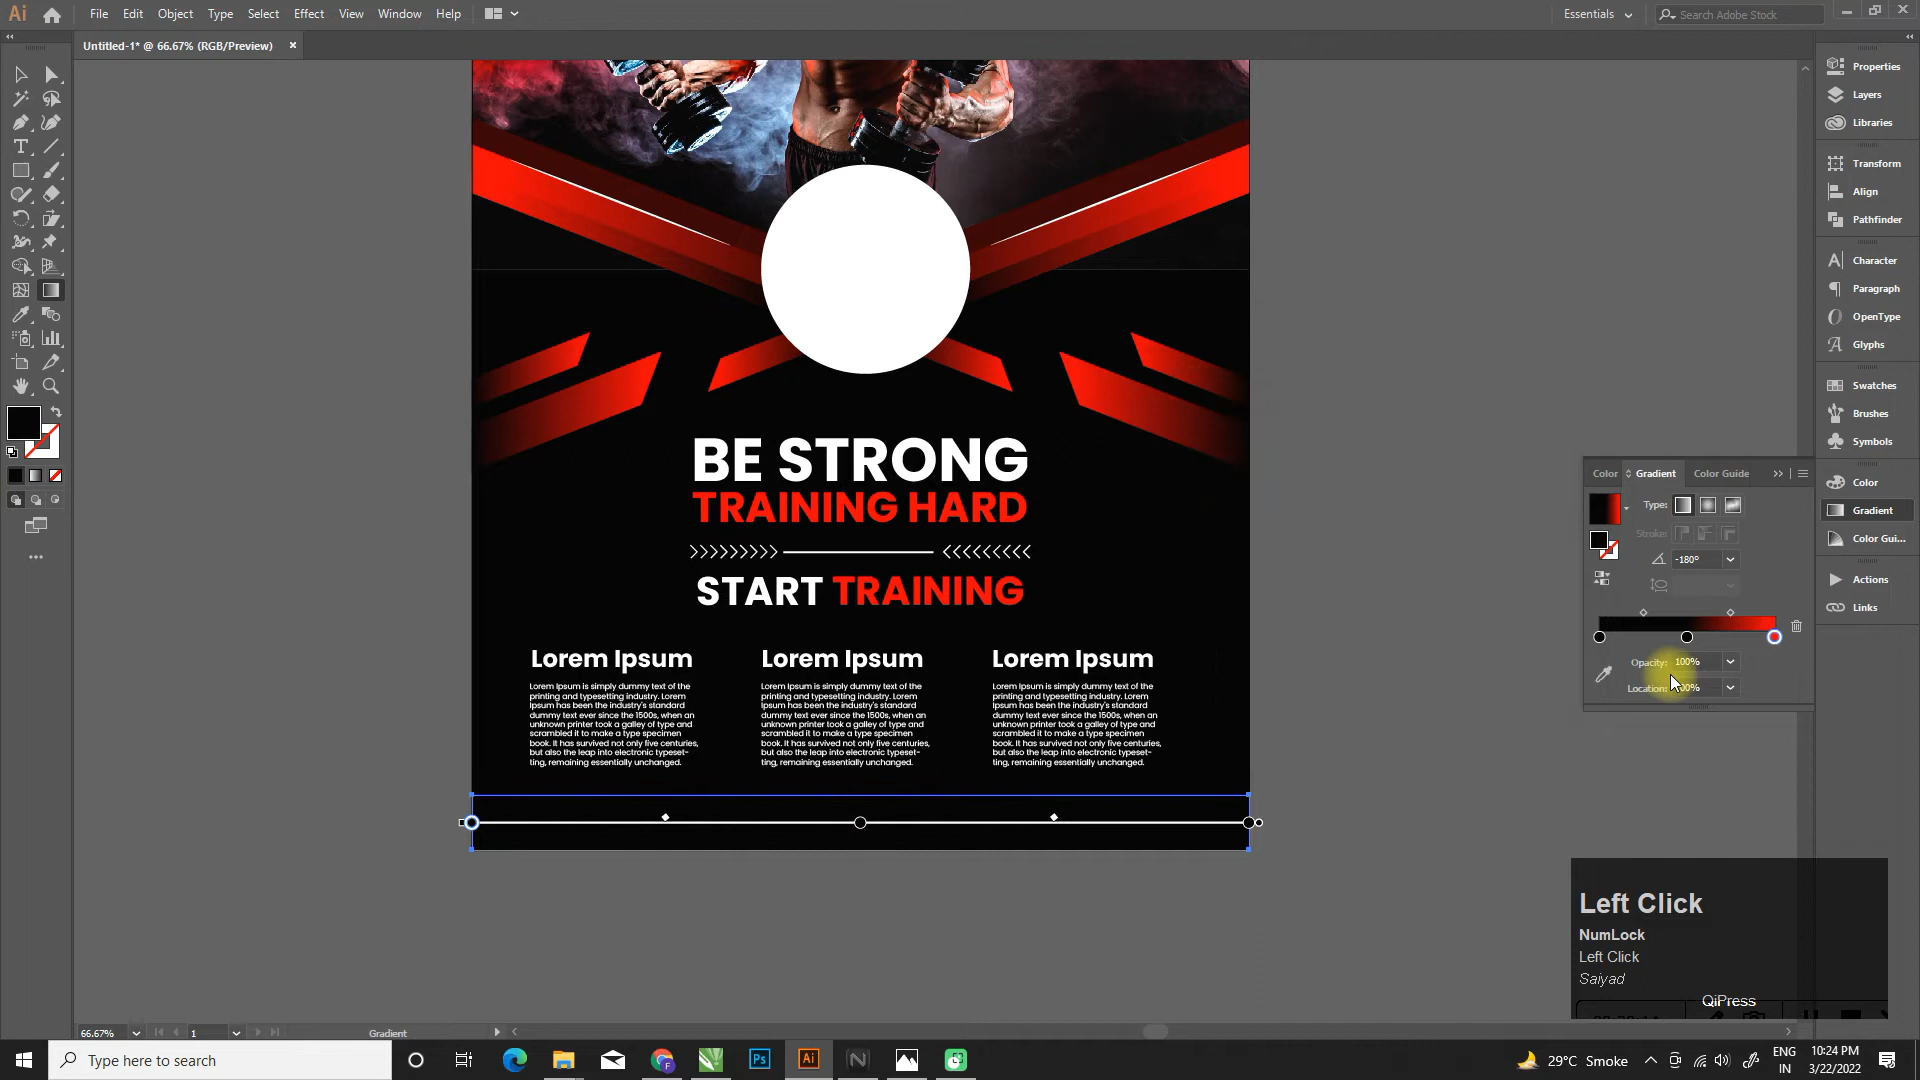 Ai File Edit Object Type Select Effect View Window Help Essentials Search Adobe Stock
Untitled-1* @ 66.67% (RGB/Preview)
Properties
Layers
Libraries
Transform
Align
Pathfinder
Character
Paragraph
OpenType
Glyphs
Swatches
Brushes
Symbols
Color
Gradient
Color Gui...
Actions
Links
BE STRONG
TRAINING HARD
START TRAINING
Lorem Ipsum
Lorem Ipsum is simply dummy text of the
printing and typesetting industry. Lorem
Ipsum has been the industry's standard
dummy text ever since the 1500s, when an
unknown printer took a galley of type and
scrambled it to make a type specimen
book. It has survived not only five centuries,
but also the leap into electronic typeset-
ting, remaining essentially unchanged.
Lorem Ipsum
Lorem Ipsum is simply dummy text of the
printing and typesetting industry. Lorem
Ipsum has been the industry's standard
dummy text ever since the 1500s, when an
unknown printer took a galley of type and
scrambled it to make a type specimen
book. It has survived not only five centuries,
but also the leap into electronic typeset-
ting, remaining essentially unchanged.
Lorem Ipsum
Lorem Ipsum is simply dummy text of the
printing and typesetting industry. Lorem
Ipsum has been the industry's standard
dummy text ever since the 1500s, when an
unknown printer took a galley of type and
scrambled it to make a type specimen
book. It has survived not only five centuries,
but also the leap into electronic typeset-
ting, remaining essentially unchanged.
Color Gradient Color Guide
Type:
Stroke:
-180°
Opacity: 100%
Location:
Left Click
NumLock
Left Click
Saiyad
QiPress
66.67% 1 Gradient
Type here to search
Ps Ai N
29°C Smoke
ENG
IN
10:24 PM
3/22/2022